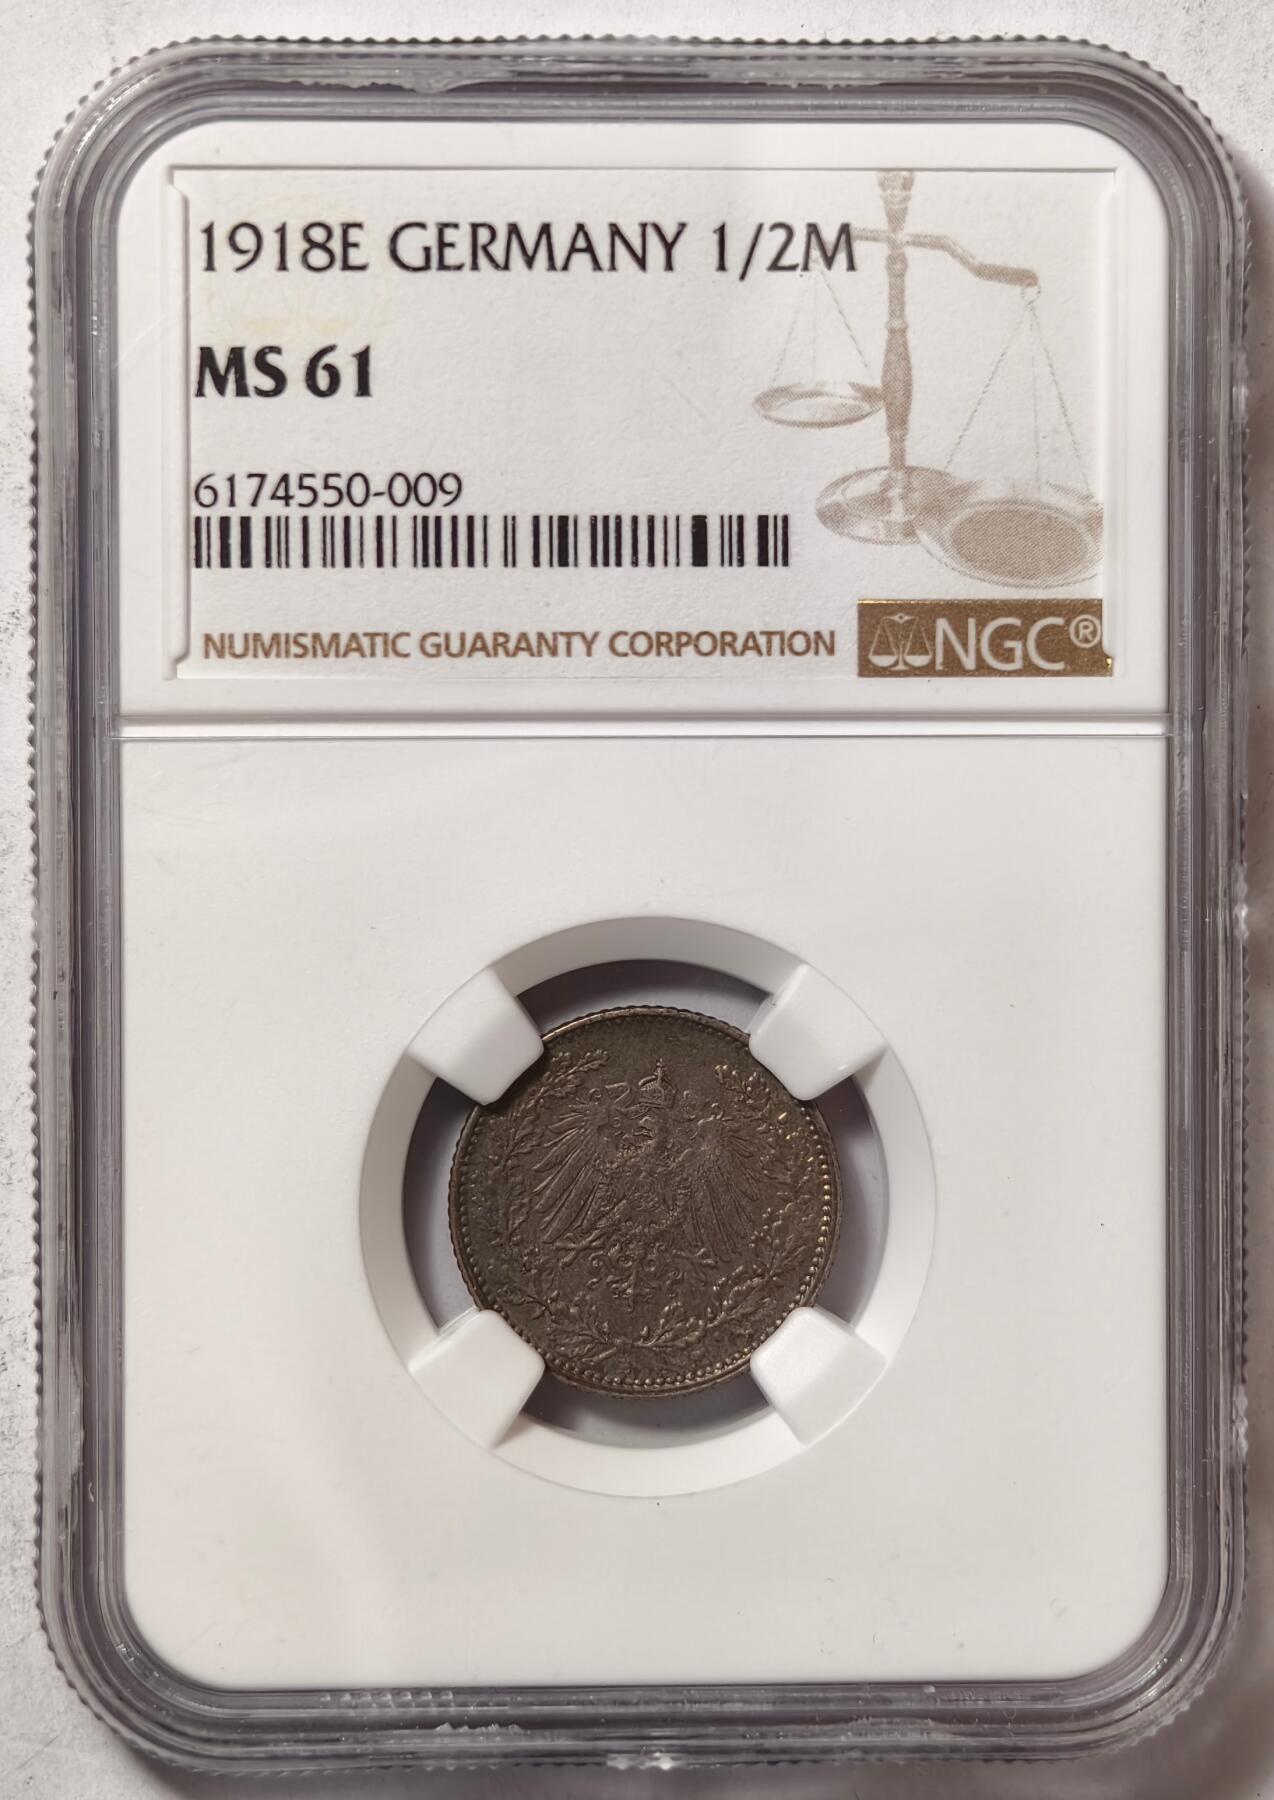 1918E GERMANY 1/2M
MS 61
6174550-009
NUMISMATIC GUARANTY CORPORATION
NGC®